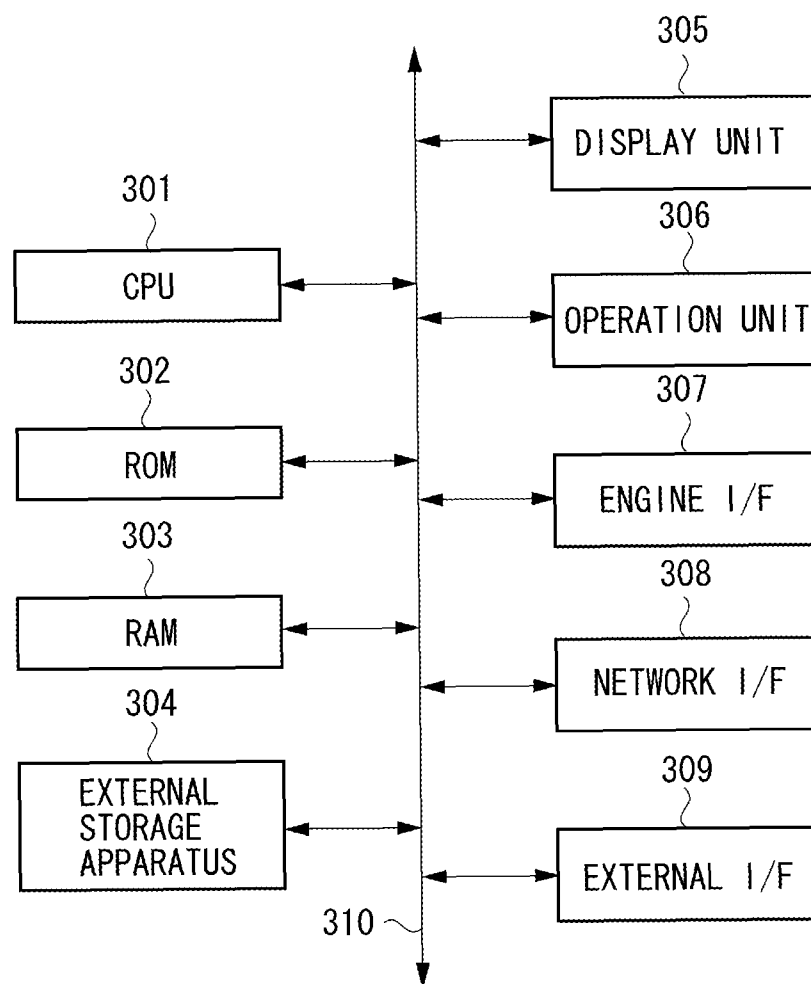 301
CPU
302
ROM
303
RAM
304
EXTERNAL
STORAGE
APPARATUS
305
DISPLAY UNIT
306
OPERATION UNIT
307
ENGINE I/F
308
NETWORK I/F
309
EXTERNAL I/F
310